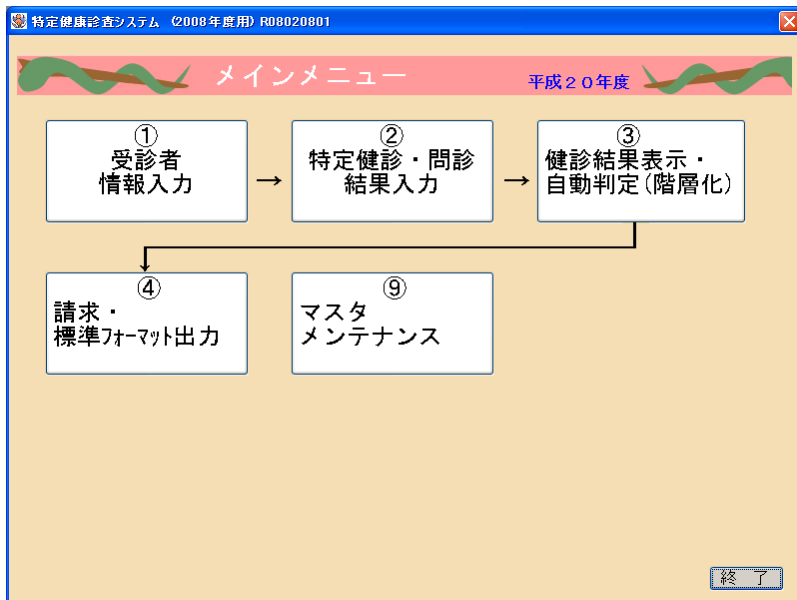 特定健康診査システム (2008年度用) R08020801
メインメニュー
平成20年度
①
受診者
情報入力
→
②
特定健診・問診
結果入力
→
③
健診結果表示・
自動判定(階層化)
④
請求・
標準フォーマット出力
⑨
マスタ
メンテナンス
終 了